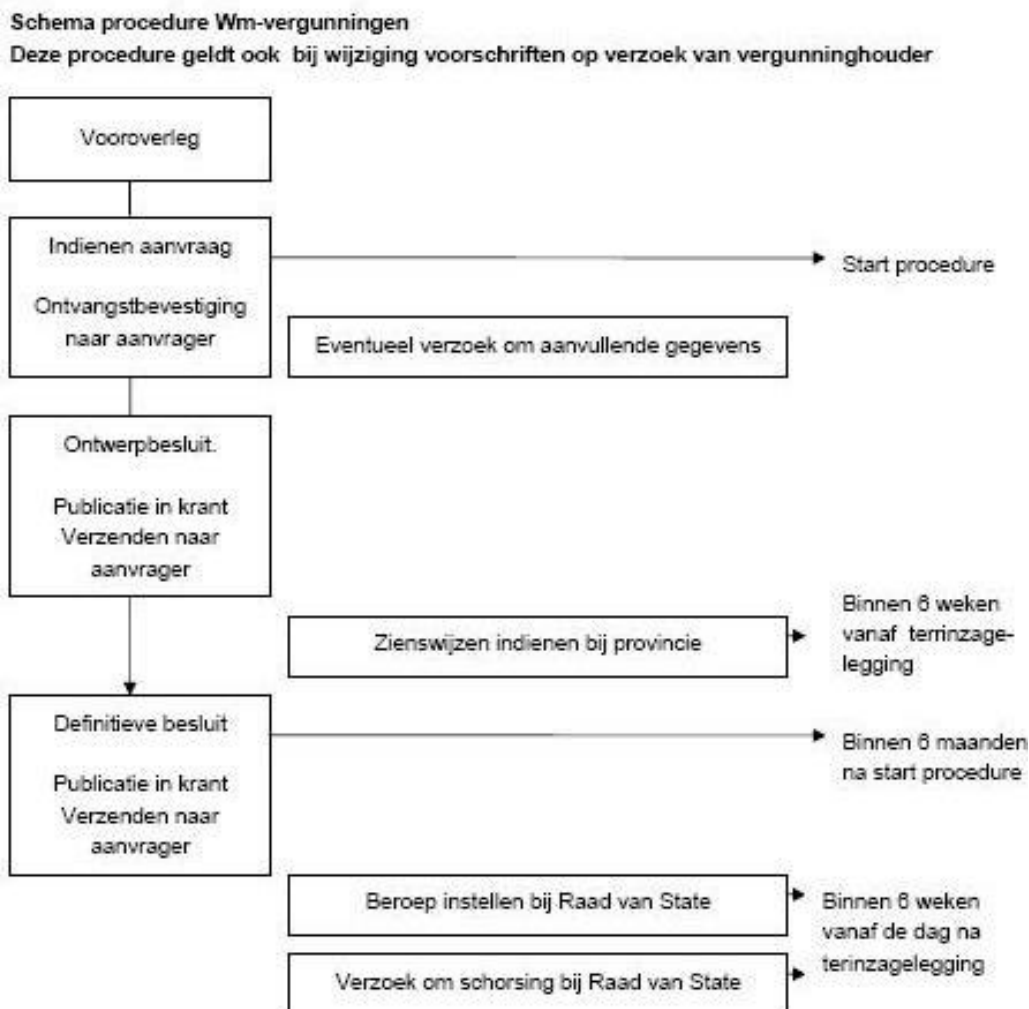 Schema procedure Wm-vergunningen
Deze procedure geldt ook bij wijziging voorschriften op verzoek van vergunninghouder
Vooroverleg
Indienen aanvraag
Start procedure
Ontvangstbevestiging
naar aanvrager
Eventueel verzoek om aanvullende gegevens
Ontwerpbesluit.
Publicatie in krant
Verzenden naar
aanvrager
Zienswijzen indienen bij provincie
Binnen 6 weken
vanaf terrinzage-
legging
Definitieve besluit
Publicatie in krant
Verzenden naar
aanvrager
Binnen 6 maanden
na start procedure
Beroep instellen bij Raad van State
Verzoek om schorsing bij Raad van State
Binnen 6 weken
vanaf de dag na
terinzagelegging